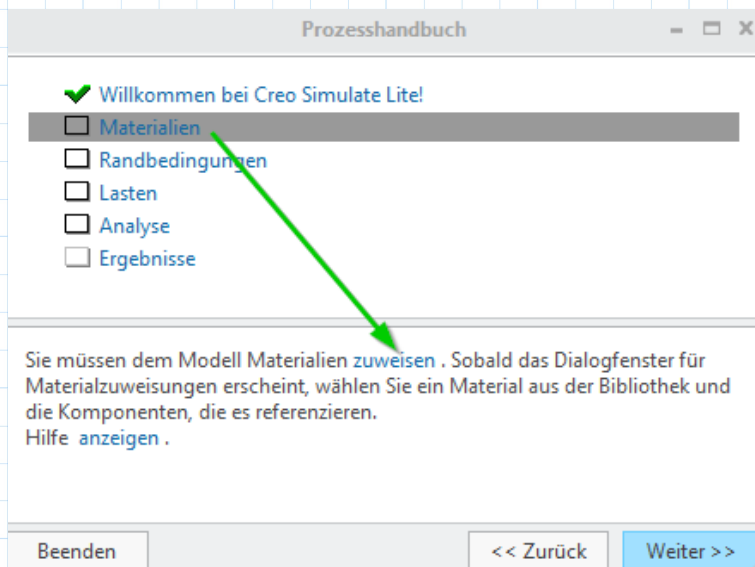 Prozesshandbuch
Willkommen bei Creo Simulate Lite!
Materialien
Randbedingungen
Lasten
Analyse
Ergebnisse
Sie müssen dem Modell Materialien zuweisen . Sobald das Dialogfenster für
Materialzuweisungen erscheint, wählen Sie ein Material aus der Bibliothek und
die Komponenten, die es referenzieren.
Hilfe anzeigen .
Beenden
<< Zurück
Weiter >>